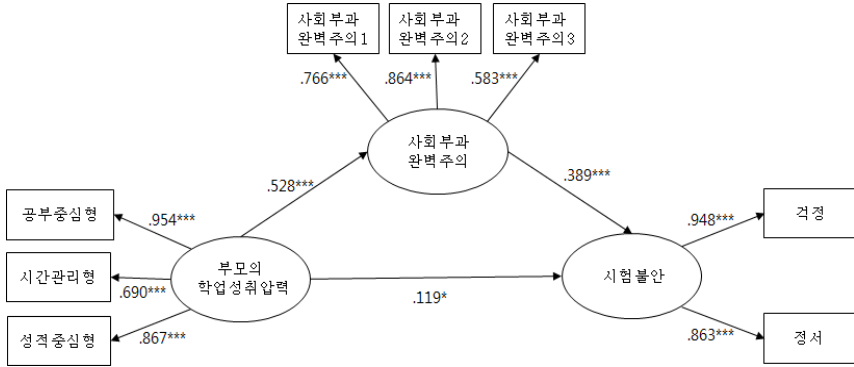 사회부과
완벽주의1
사회부과
완벽주의2
사회부과
완벽주의3
.766***
.864***
.583***
사회부과
완벽주의
.528***
.389***
공부중심형
.954***
.948***
걱정
시간관리형
.690***
부모의
학업성취압력
.119*
시험불안
성적중심형
.867***
.863***
정서